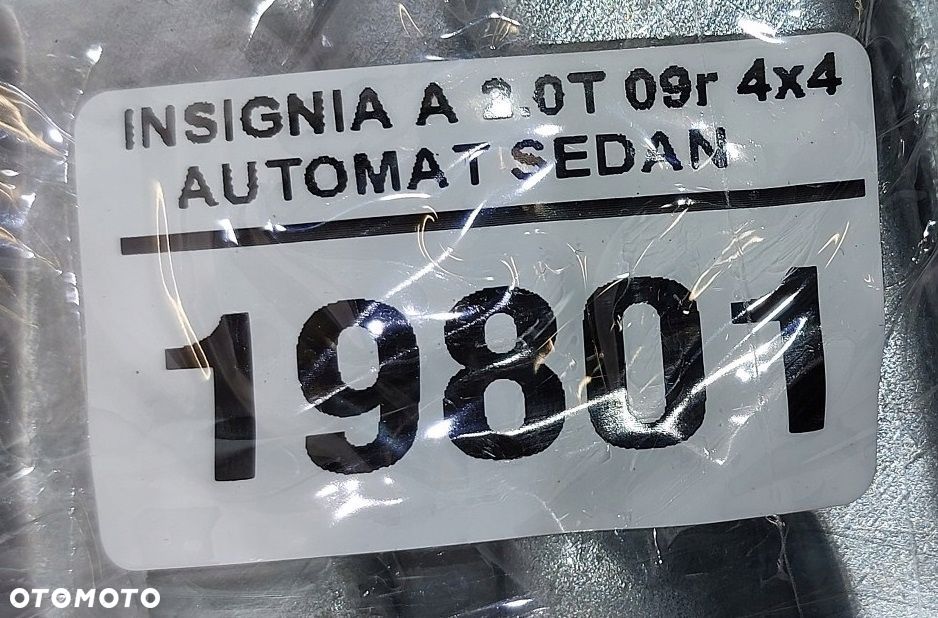 INSIGNIA A 2.0T 09r 4x4
AUTOMAT SEDAN
19801
OTOMOTO